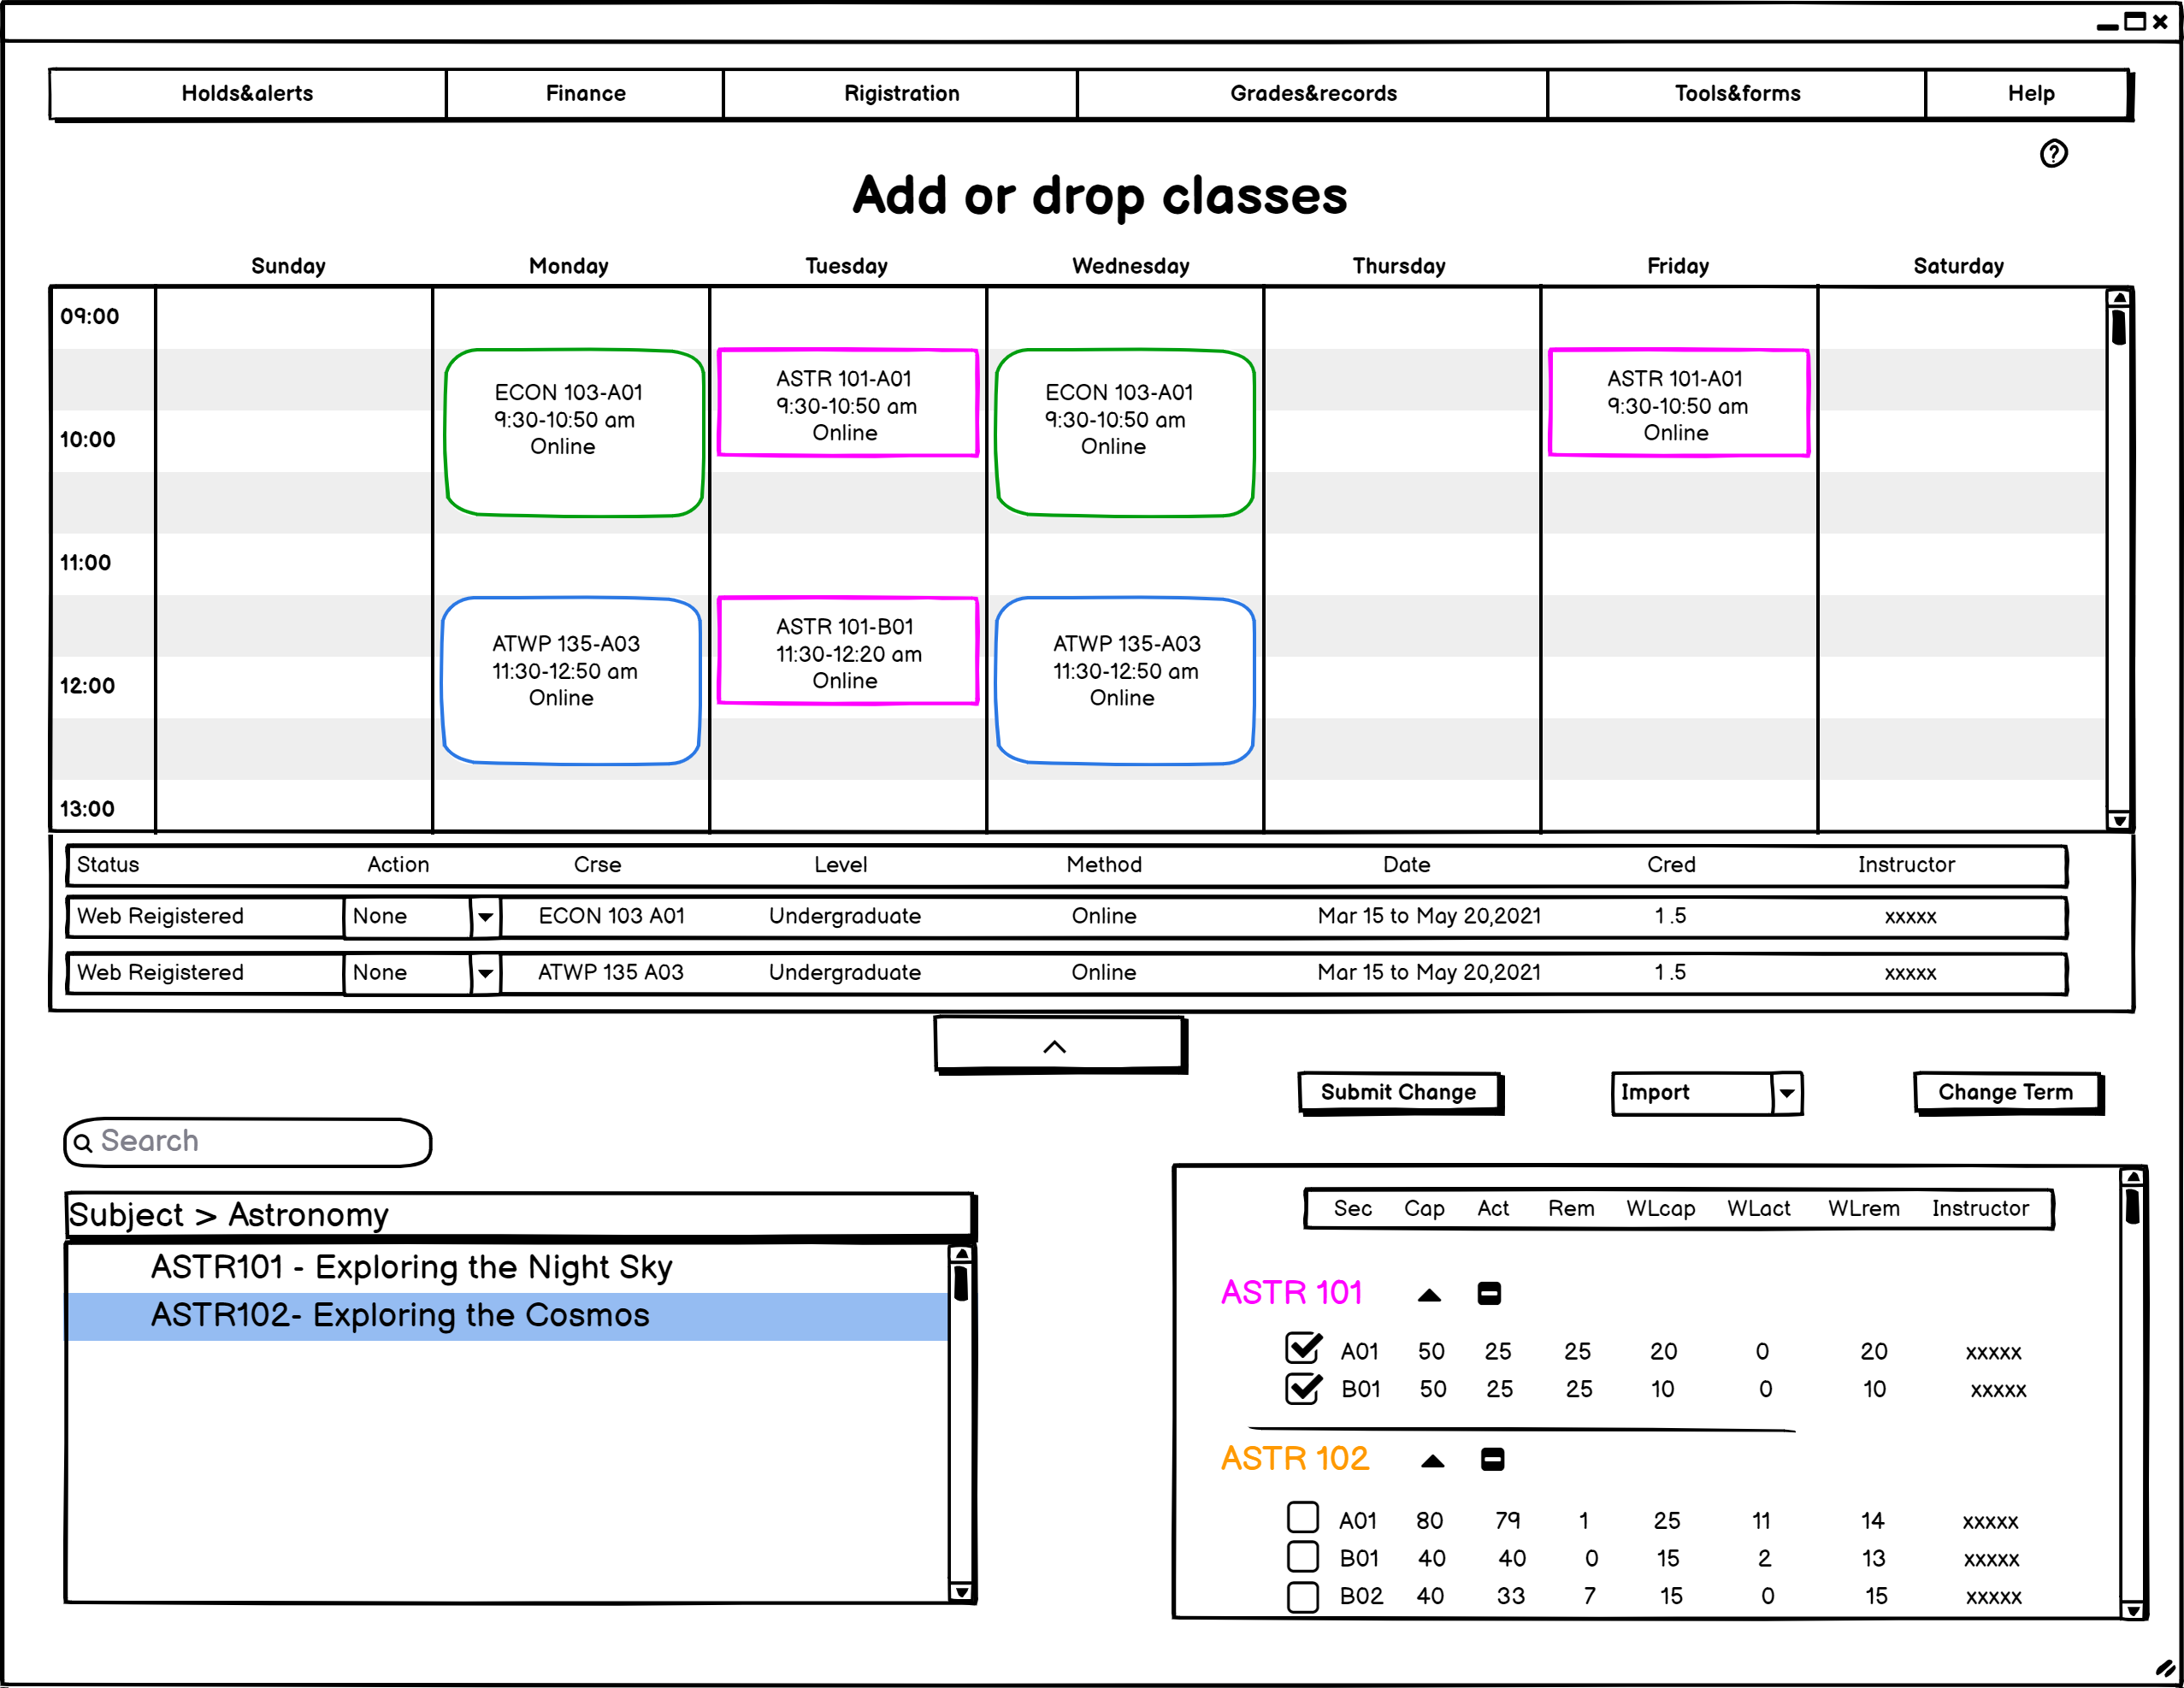 Holds&alerts Finance Rigistration Grades&records Tools&forms Help
Add or drop classes
Sunday Monday Tuesday Wednesday Thursday Friday Saturday
09:00
ECON 103-A01
9:30-10:50 am
Online
ASTR 101-A01
9:30-10:50 am
Online
ECON 103-A01
9:30-10:50 am
Online
ASTR 101-A01
9:30-10:50 am
Online
10:00
11:00
ATWP 135-A03
11:30-12:50 am
Online
ASTR 101-B01
11:30-12:20 am
Online
ATWP 135-A03
11:30-12:50 am
Online
12:00
13:00
Status Action Crse Level Method Date Cred Instructor
Web Reigistered None ECON 103 A01 Undergraduate Online Mar 15 to May 20,2021 1.5 xxxxx
Web Reigistered None ATWP 135 A03 Undergraduate Online Mar 15 to May 20,2021 1.5 xxxxx
Submit Change Import Change Term
Search
Subject > Astronomy
ASTR101 - Exploring the Night Sky
ASTR102- Exploring the Cosmos
Sec Cap Act Rem WLcap WLact WLrem Instructor
ASTR 101
A01 50 25 25 20 0 20 xxxxx
B01 50 25 25 10 0 10 xxxxx
ASTR 102
A01 80 79 1 25 11 14 xxxxx
B01 40 40 0 15 2 13 xxxxx
B02 40 33 7 15 0 15 xxxxx